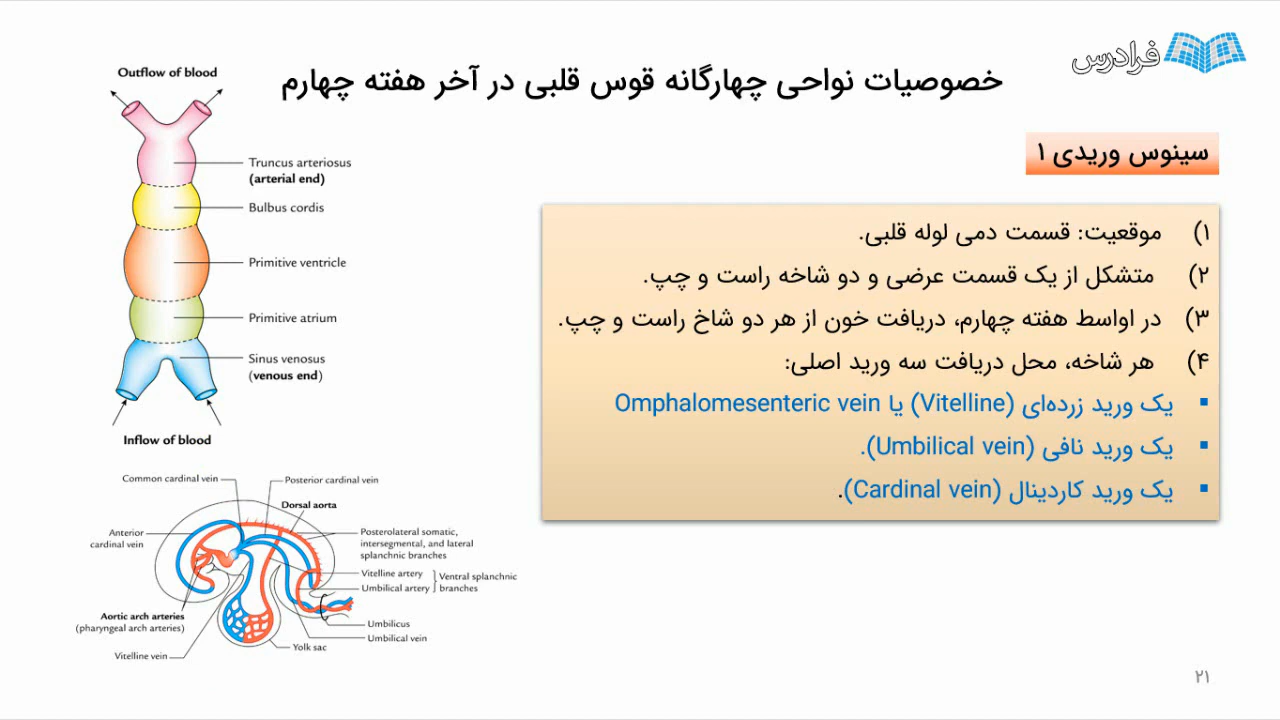 فرادرس
خصوصیات نواحی چهارگانه قوس قلبی در آخر هفته چهارم
سینوس وریدی ۱
۱) موقعیت: قسمت دمی لوله قلبی.
۲) متشکل از یک قسمت عرضی و دو شاخه راست و چپ.
۳) در اواسط هفته چهارم، دریافت خون از هر دو شاخ راست و چپ.
۴) هر شاخه، محل دریافت سه ورید اصلی:
▪ یک ورید زرده‌ای (Vitelline) یا Omphalomesenteric vein
▪ یک ورید نافی (Umbilical vein).
▪ یک ورید کاردینال (Cardinal vein).
Outflow of blood
Truncus arteriosus
(arterial end)
Bulbus cordis
Primitive ventricle
Primitive atrium
Sinus venosus
(venous end)
Inflow of blood
Common cardinal vein
Posterior cardinal vein
Dorsal aorta
Anterior
cardinal vein
Posterolateral somatic,
intersegmental, and lateral
splanchnic branches
Vitelline artery
Umbilical artery
Ventral splanchnic
branches
Aortic arch arteries
(pharyngeal arch arteries)
Umbilicus
Umbilical vein
Yolk sac
Vitelline vein
۲۱